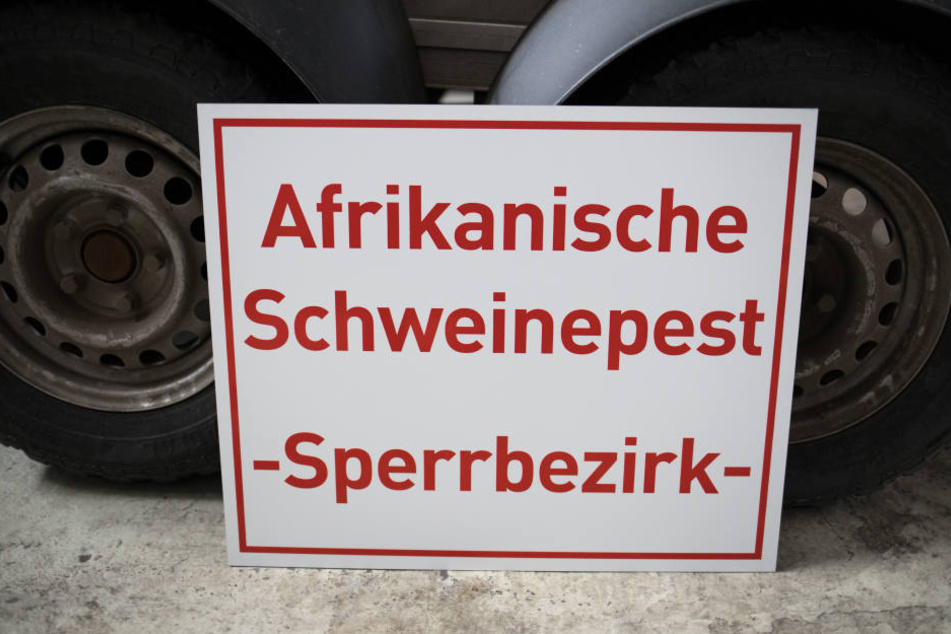 Afrikanische
Schweinepest
-Sperrbezirk-